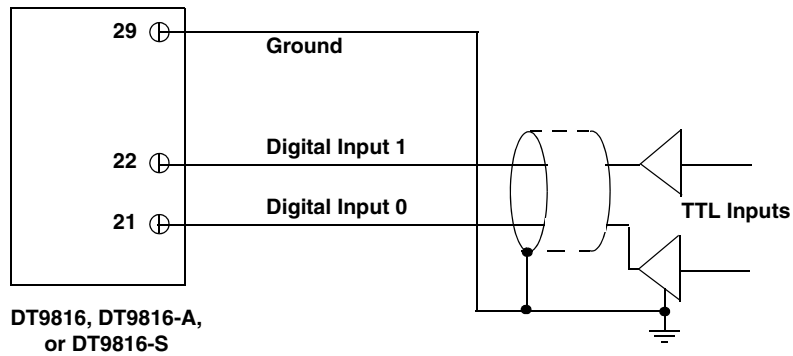 29
Ground
22
Digital Input 1
21
Digital Input 0
TTL Inputs
DT9816, DT9816-A,
or DT9816-S